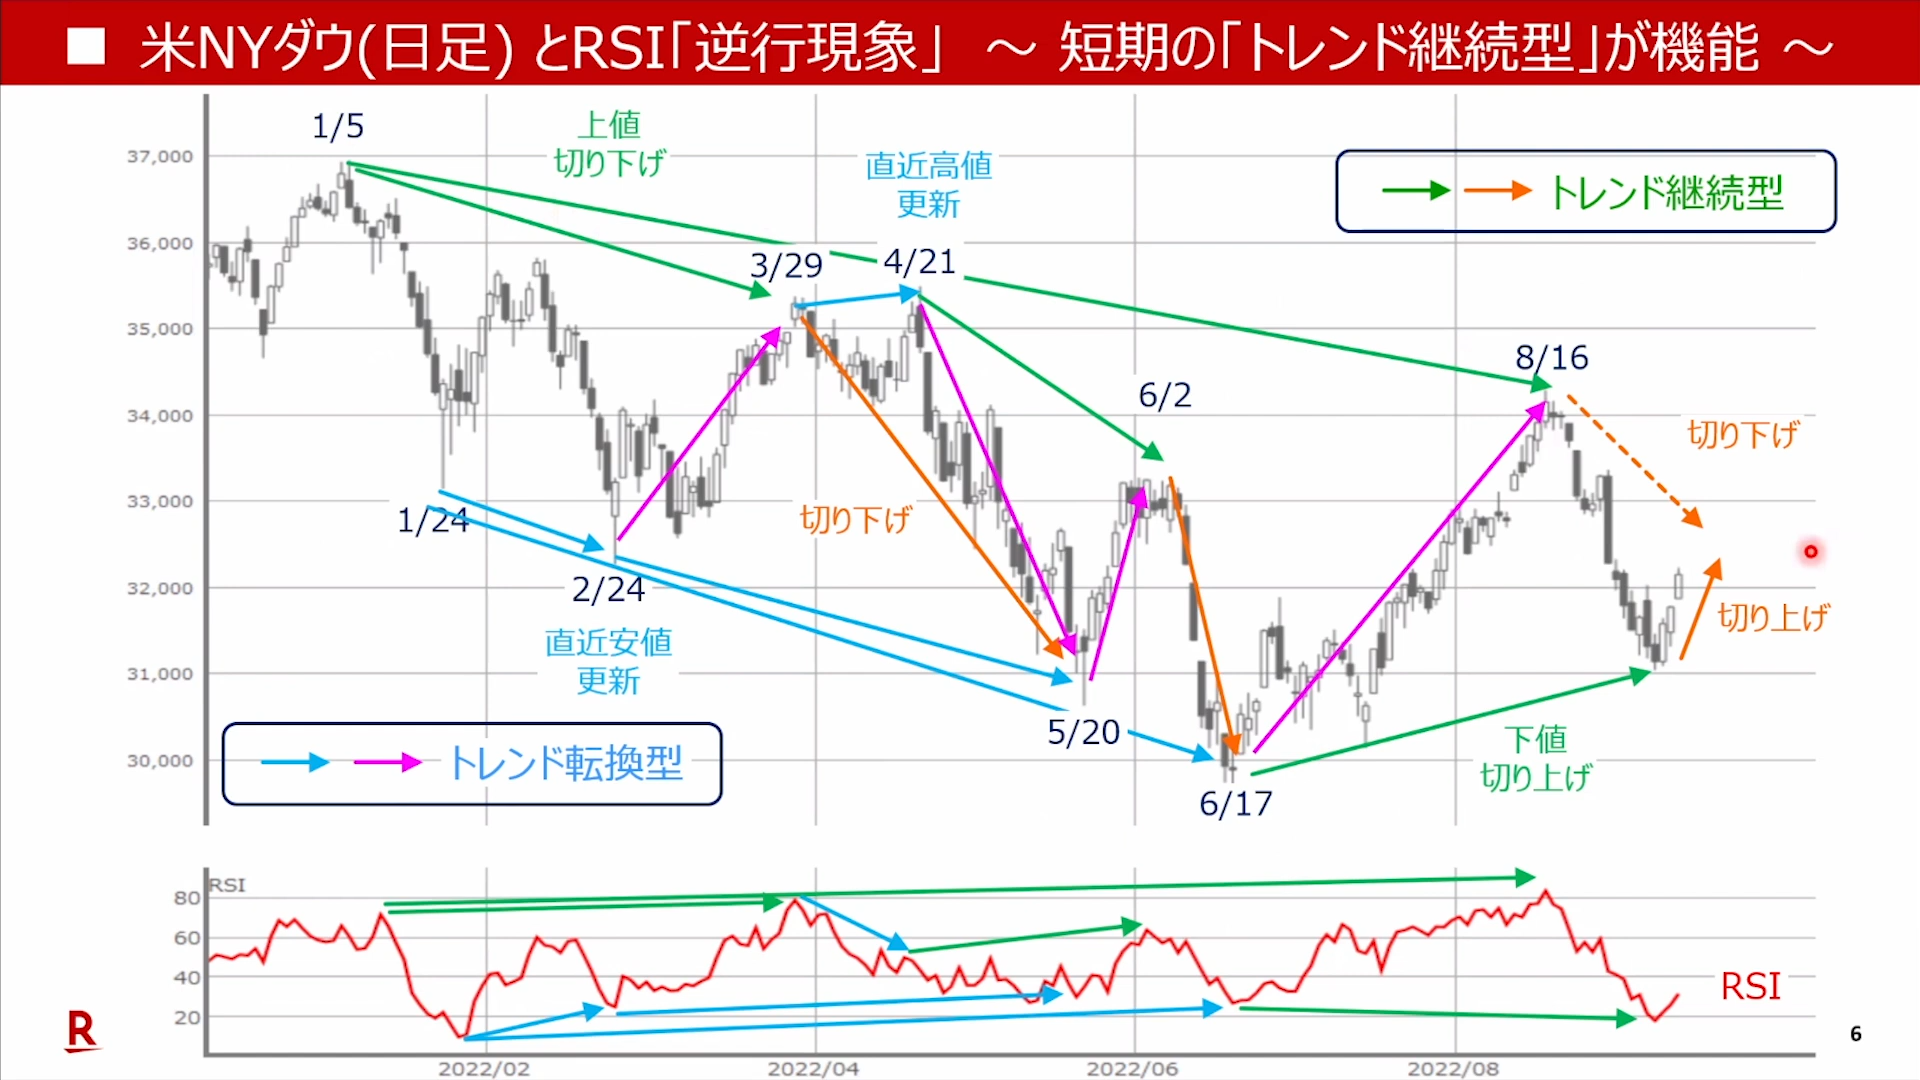 ■ 米NYダウ(日足) とRSI「逆行現象」 ～ 短期の「トレンド継続型」が機能 ～
1/5
上値
切り下げ
直近高値
更新
トレンド継続型
37,000
36,000
35,000
34,000
33,000
32,000
31,000
30,000
3/29
4/21
8/16
6/2
切り下げ
切り下げ
1/24
2/24
直近安値
更新
切り上げ
5/20
6/17
下値
切り上げ
トレンド転換型
RSI
80
60
40
20
RSI
R
6
2022/02
2022/04
2022/06
2022/08